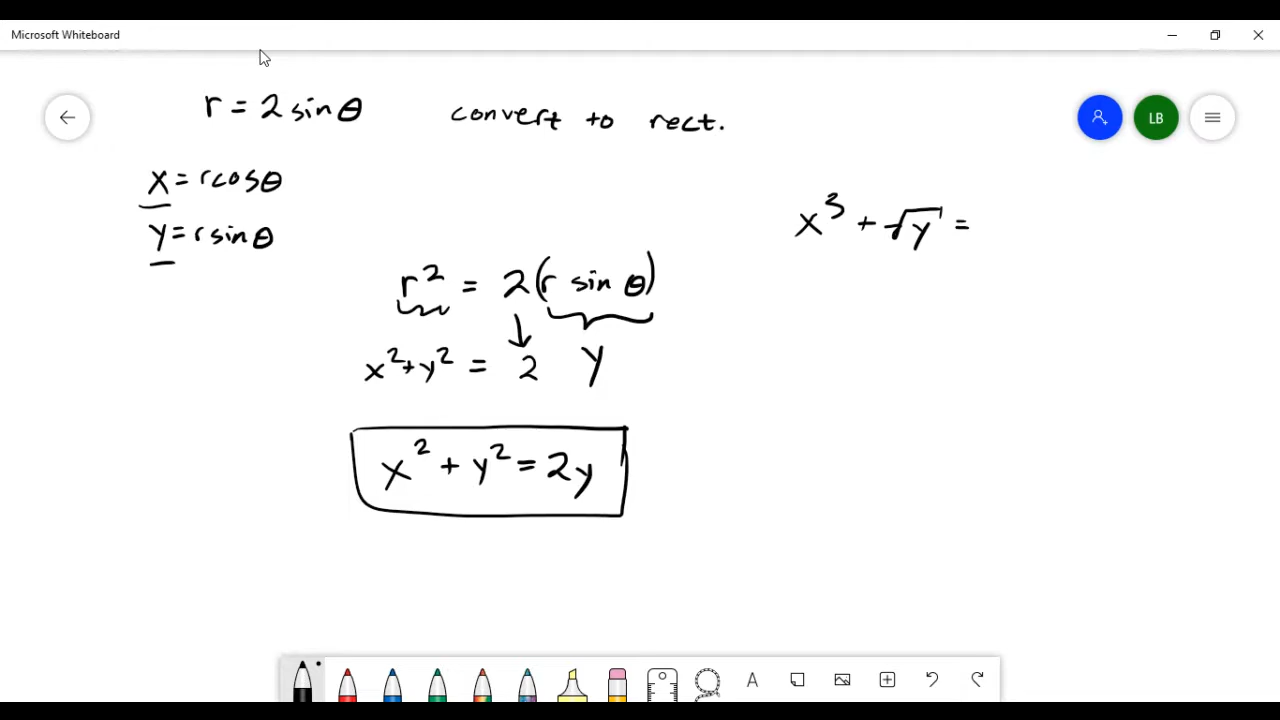 Microsoft Whiteboard
r = 2 sin θ convert to rect.
LB
x = r cos θ
y = r sin θ
x³ + √y =
r² = 2(r sin θ)
x² + y² = 2 y
x² + y² = 2y
A